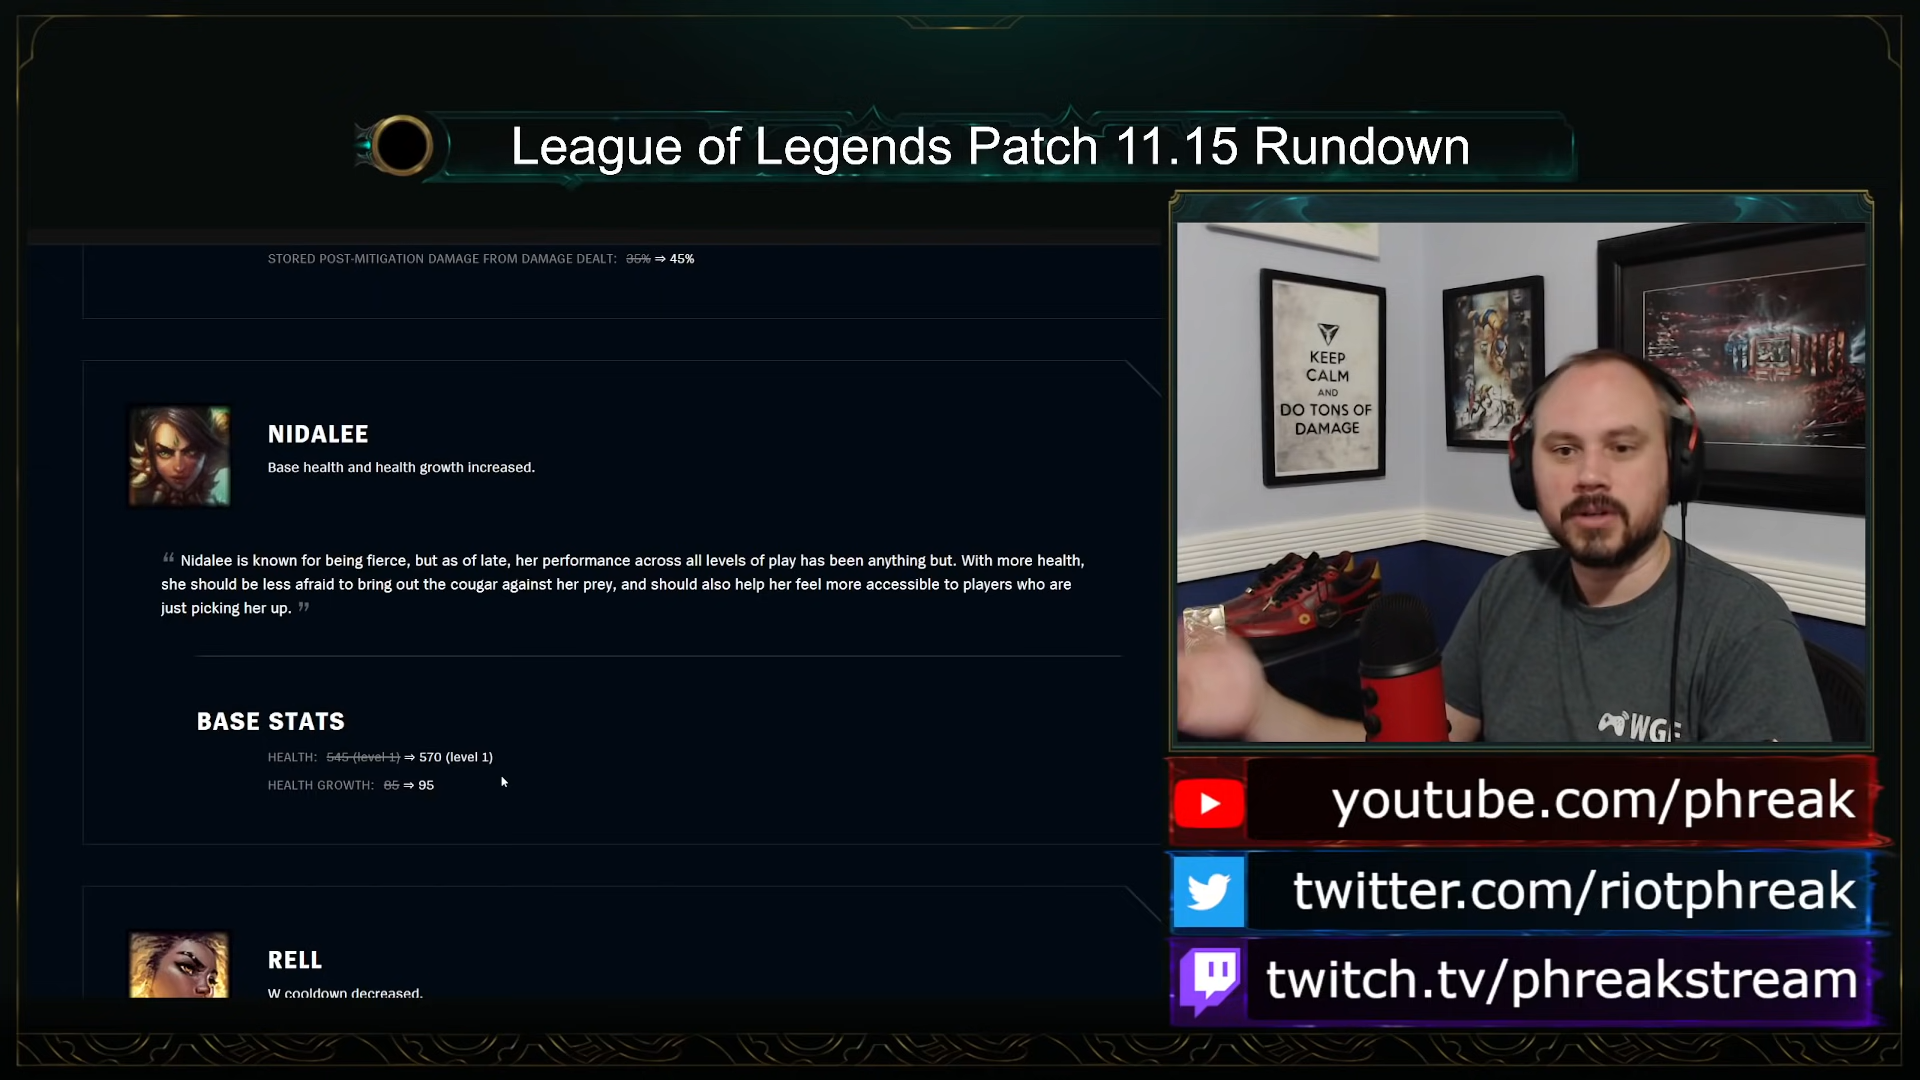 League of Legends Patch 11.15 Rundown
STORED POST-MITIGATION DAMAGE FROM DAMAGE DEALT: 35% ⇒ 45%
NIDALEE
Base health and health growth increased.
“ Nidalee is known for being fierce, but as of late, her performance across all levels of play has been anything but. With more health,
she should be less afraid to bring out the cougar against her prey, and should also help her feel more accessible to players who are
just picking her up. ”
BASE STATS
HEALTH: 545 (level 1) ⇒ 570 (level 1)
HEALTH GROWTH: 85 ⇒ 95
RELL
W cooldown decreased.
KEEP
CALM
AND
DO TONS OF
DAMAGE
WGF
youtube.com/phreak
twitter.com/riotphreak
twitch.tv/phreakstream